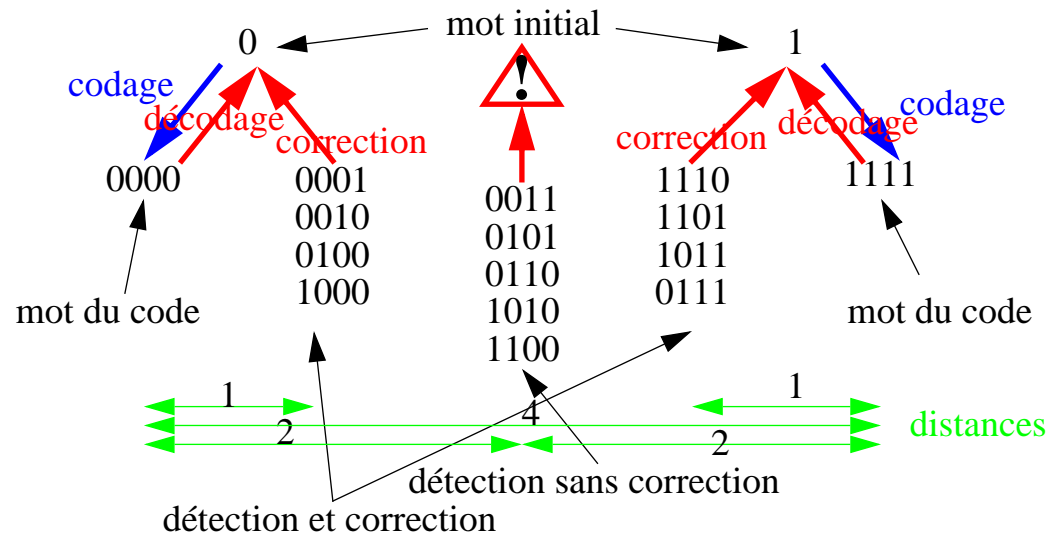 mot initial
0
1
!
codage
codage
décodage
décodage
correction
correction
0000
0001
0010
0100
1000
0011
0101
0110
1010
1100
1110
1101
1011
0111
1111
mot du code
mot du code
1
1
4
2
2
distances
détection sans correction
détection et correction